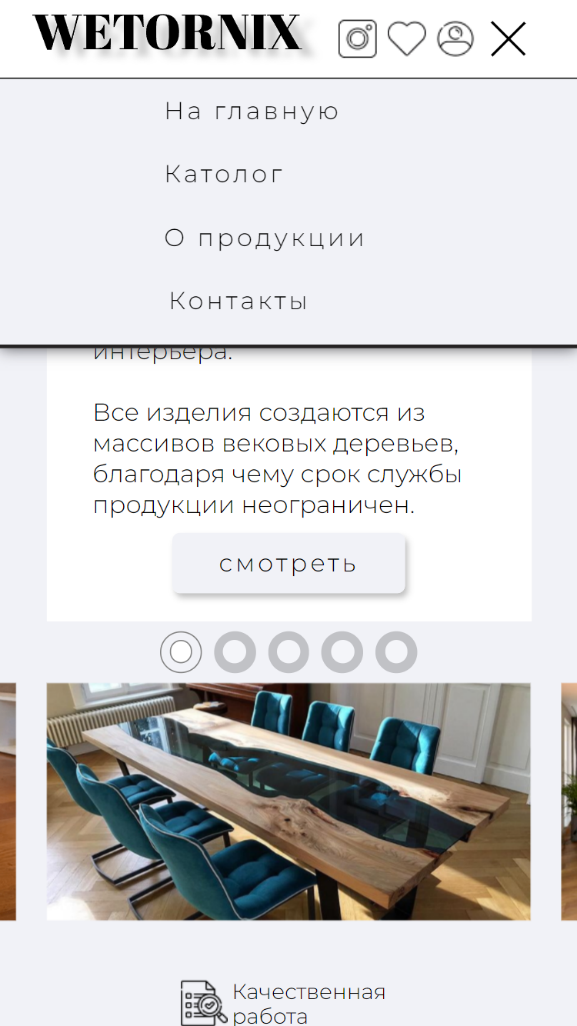 WETORNIX
На главную
Католог
О продукции
Контакты
интерьера.
Все изделия создаются из
массивов вековых деревьев,
благодаря чему срок службы
продукции неограничен.
смотреть
Качественная
работа